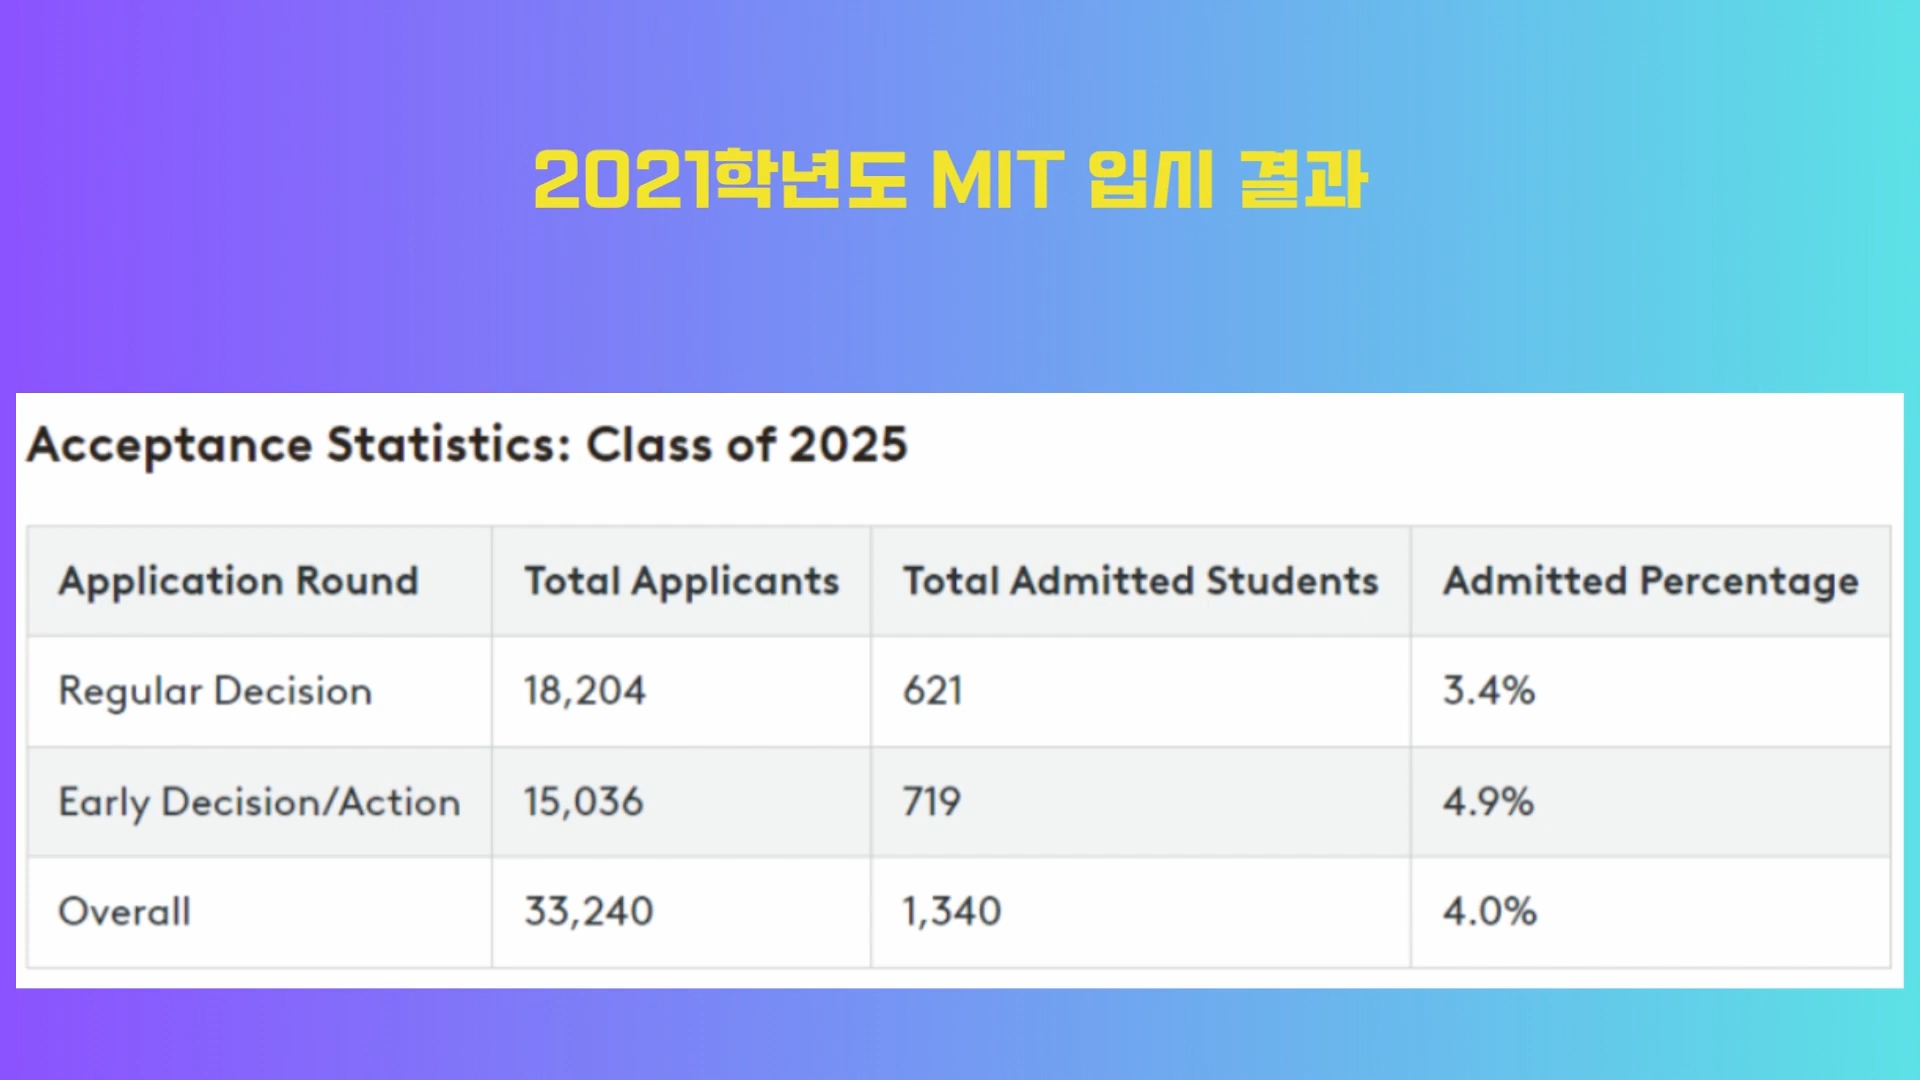 2021학년도 MIT 입시 결과
Acceptance Statistics: Class of 2025
Application Round Total Applicants Total Admitted Students Admitted Percentage
Regular Decision 18,204 621 3.4%
Early Decision/Action 15,036 719 4.9%
Overall 33,240 1,340 4.0%